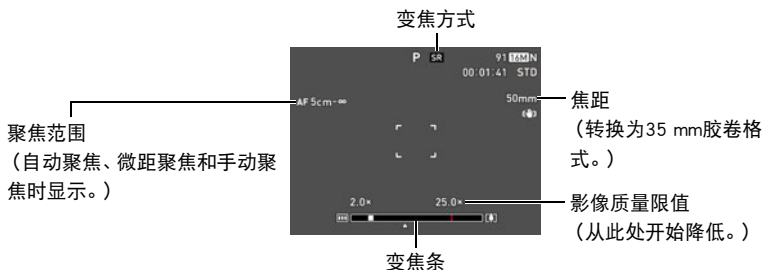 变焦方式
P SR 91 16M N
00:01:41 STD
AF 5cm-∞
50mm
聚焦范围
（自动聚焦、微距聚焦和手动聚
焦时显示。）
焦距
（转换为35 mm胶卷格
式。）
2.0× 25.0×
影像质量限值
（从此处开始降低。）
变焦条